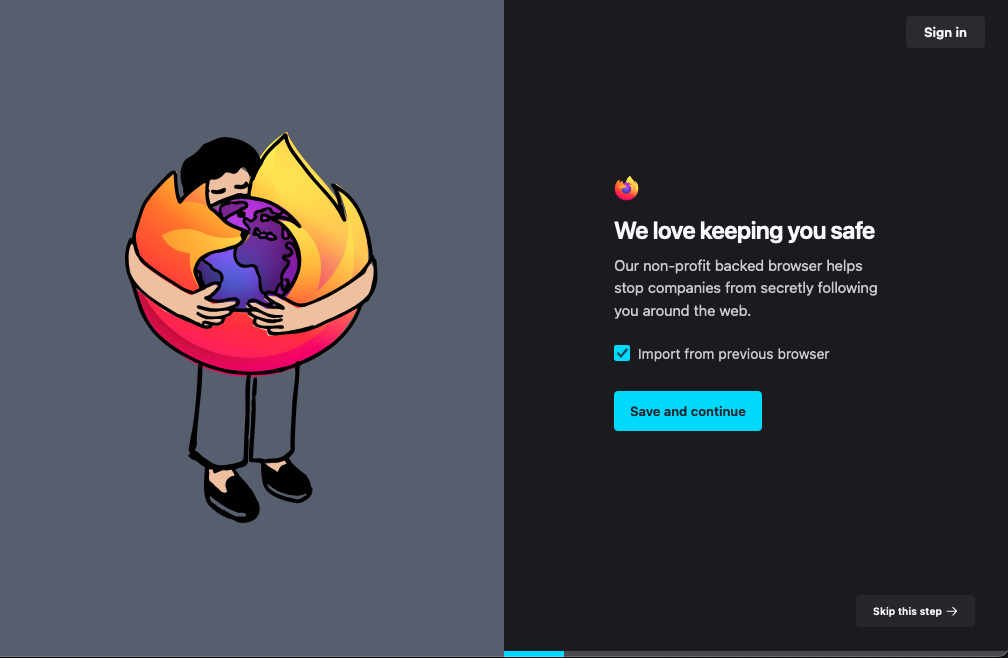 Sign in
We love keeping you safe
Our non-profit backed browser helps
stop companies from secretly following
you around the web.
Import from previous browser
Save and continue
Skip this step →